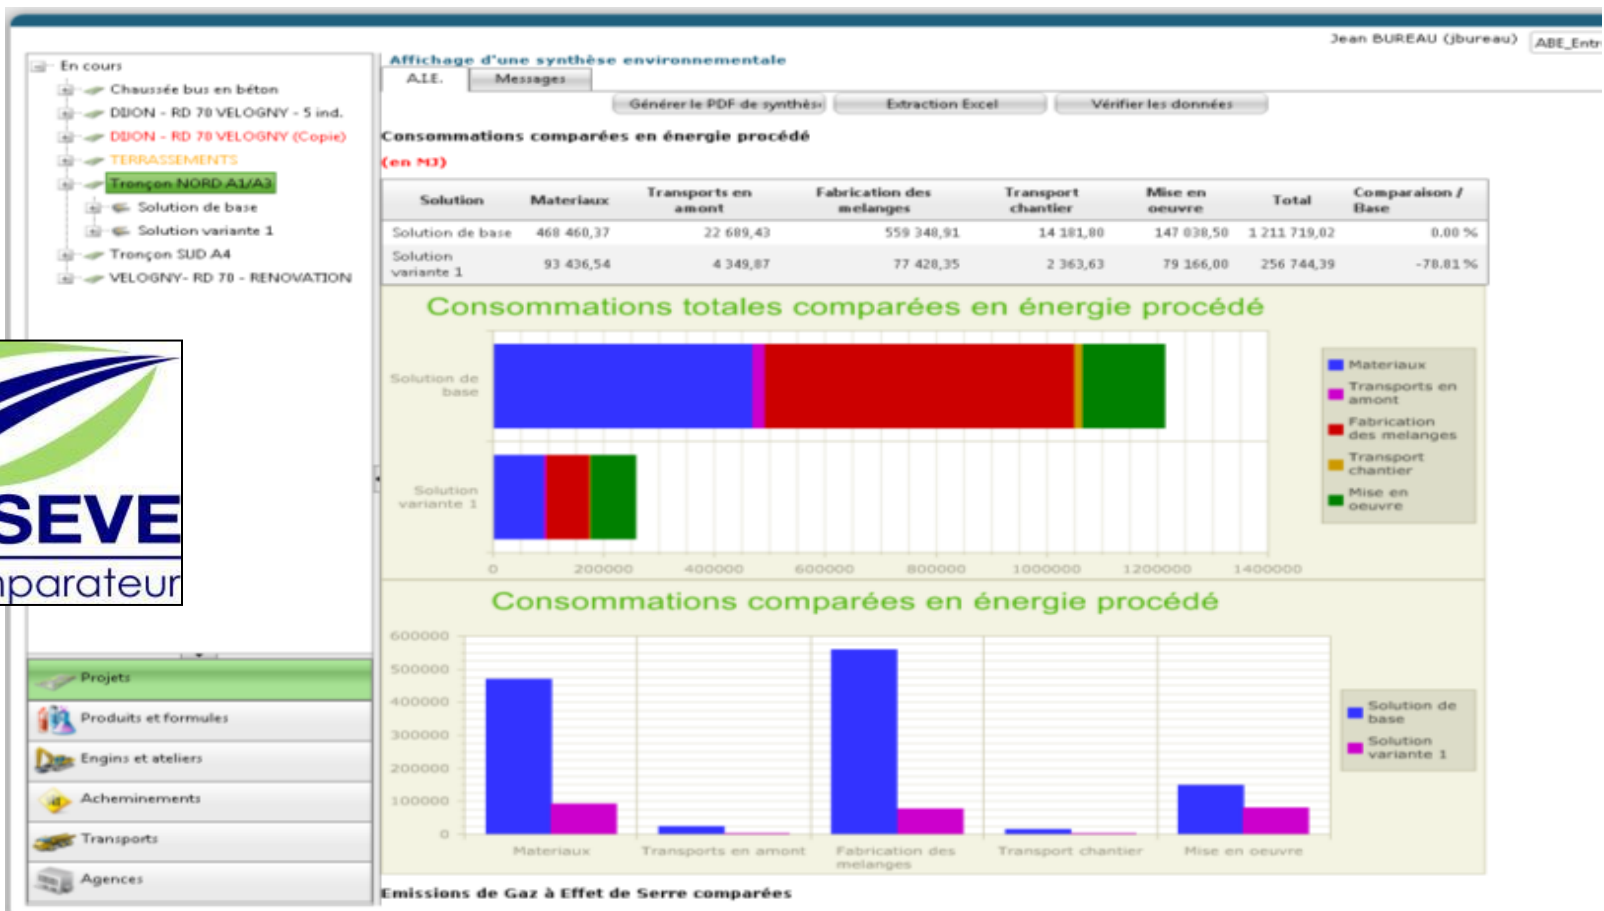 Jean BUREAU (jbureau)
ABE_Entr
En cours
Chaussée bus en béton
DIJON - RD 70 VELOGNY - 5 ind.
DIJON - RD 70 VELOGNY (Copie)
TERRASSEMENTS
Tronçon NORD A1/A3
Solution de base
Solution variante 1
Tronçon SUD A4
VELOGNY- RD 70 - RENOVATION
SEVE
mparateur
Projets
Produits et formules
Engins et ateliers
Acheminements
Transports
Agences
Affichage d'une synthèse environnementale
A.I.E. Messages
Générer le PDF de synthès Extraction Excel Vérifier les données
Consommations comparées en énergie procédé
(en MJ)
Solution Materiaux Transports en amont Fabrication des melanges Transport chantier Mise en oeuvre Total Comparaison / Base
Solution de base 468 460,37 22 689,43 559 348,91 14 181,80 147 038,50 1 211 719,02 0.00 %
Solution variante 1 93 436,54 4 349,87 77 428,35 2 363,63 79 166,00 256 744,39 -78.81 %
Consommations totales comparées en énergie procédé
Solution de
base
Solution
variante 1
0 200000 400000 600000 800000 1000000 1200000 1400000
Materiaux
Transports en
amont
Fabrication
des melanges
Transport
chantier
Mise en
oeuvre
Consommations comparées en énergie procédé
600000
500000
400000
300000
200000
100000
0
Materiaux Transports en amont Fabrication des melanges Transport chantier Mise en oeuvre
Solution de
base
Solution
variante 1
Emissions de Gaz à Effet de Serre comparées